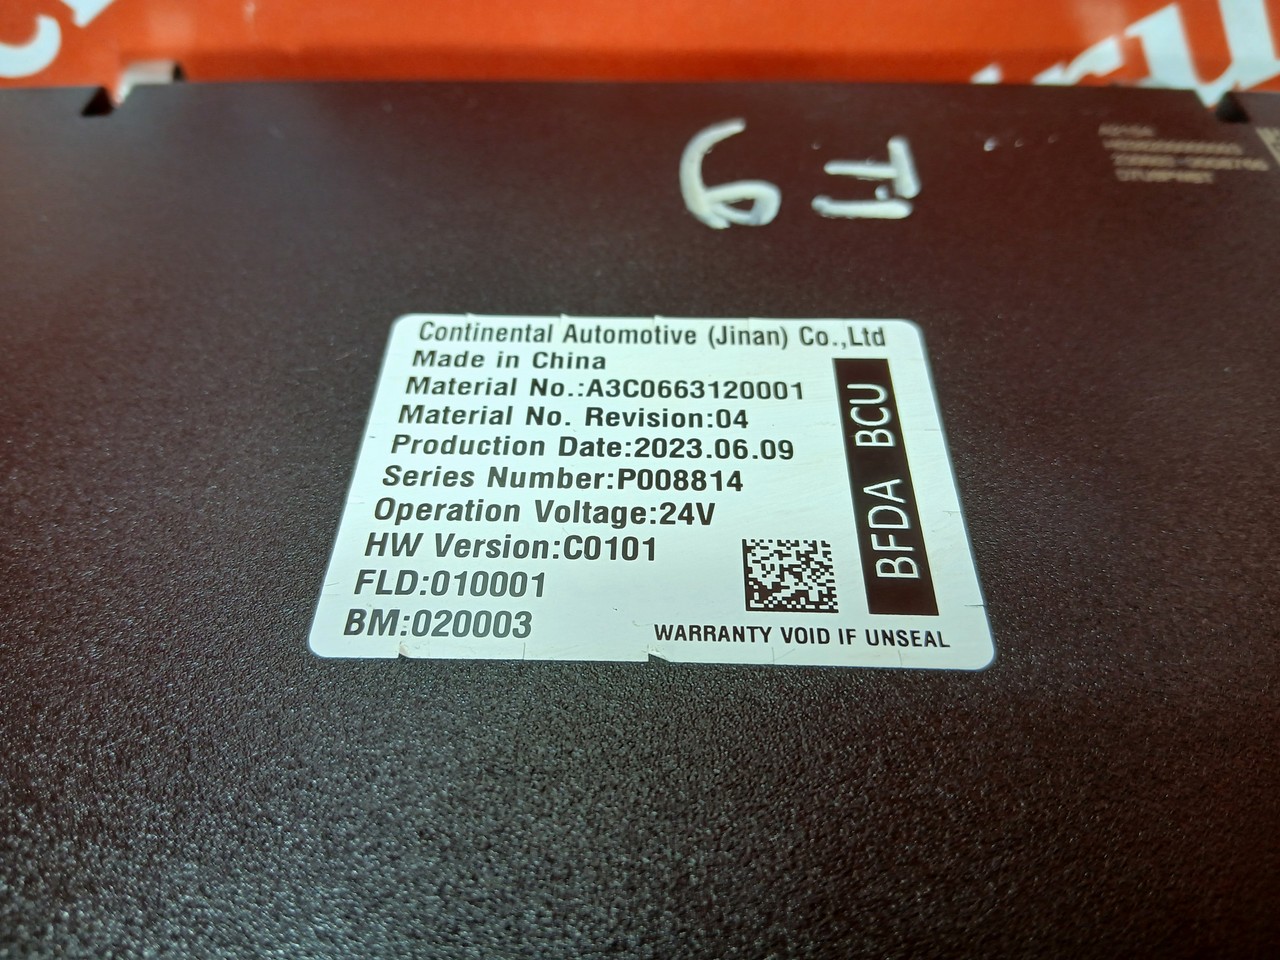 Continental Automotive (Jinan) Co.,Ltd
Made in China
Material No.:A3C0663120001
Material No. Revision:04
Production Date:2023.06.09
Series Number:P008814
Operation Voltage:24V
HW Version:C0101
FLD:010001
BM:020003
WARRANTY VOID IF UNSEAL
BFDA BCU